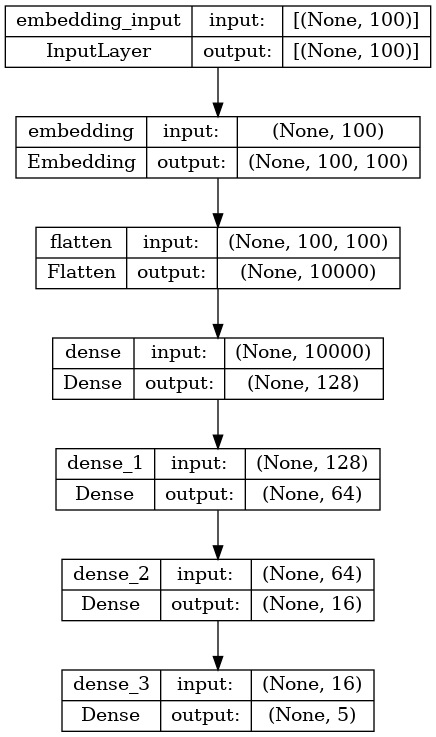 embedding_input input: [(None, 100)]
InputLayer output: [(None, 100)]
embedding input: (None, 100)
Embedding output: (None, 100, 100)
flatten input: (None, 100, 100)
Flatten output: (None, 10000)
dense input: (None, 10000)
Dense output: (None, 128)
dense_1 input: (None, 128)
Dense output: (None, 64)
dense_2 input: (None, 64)
Dense output: (None, 16)
dense_3 input: (None, 16)
Dense output: (None, 5)